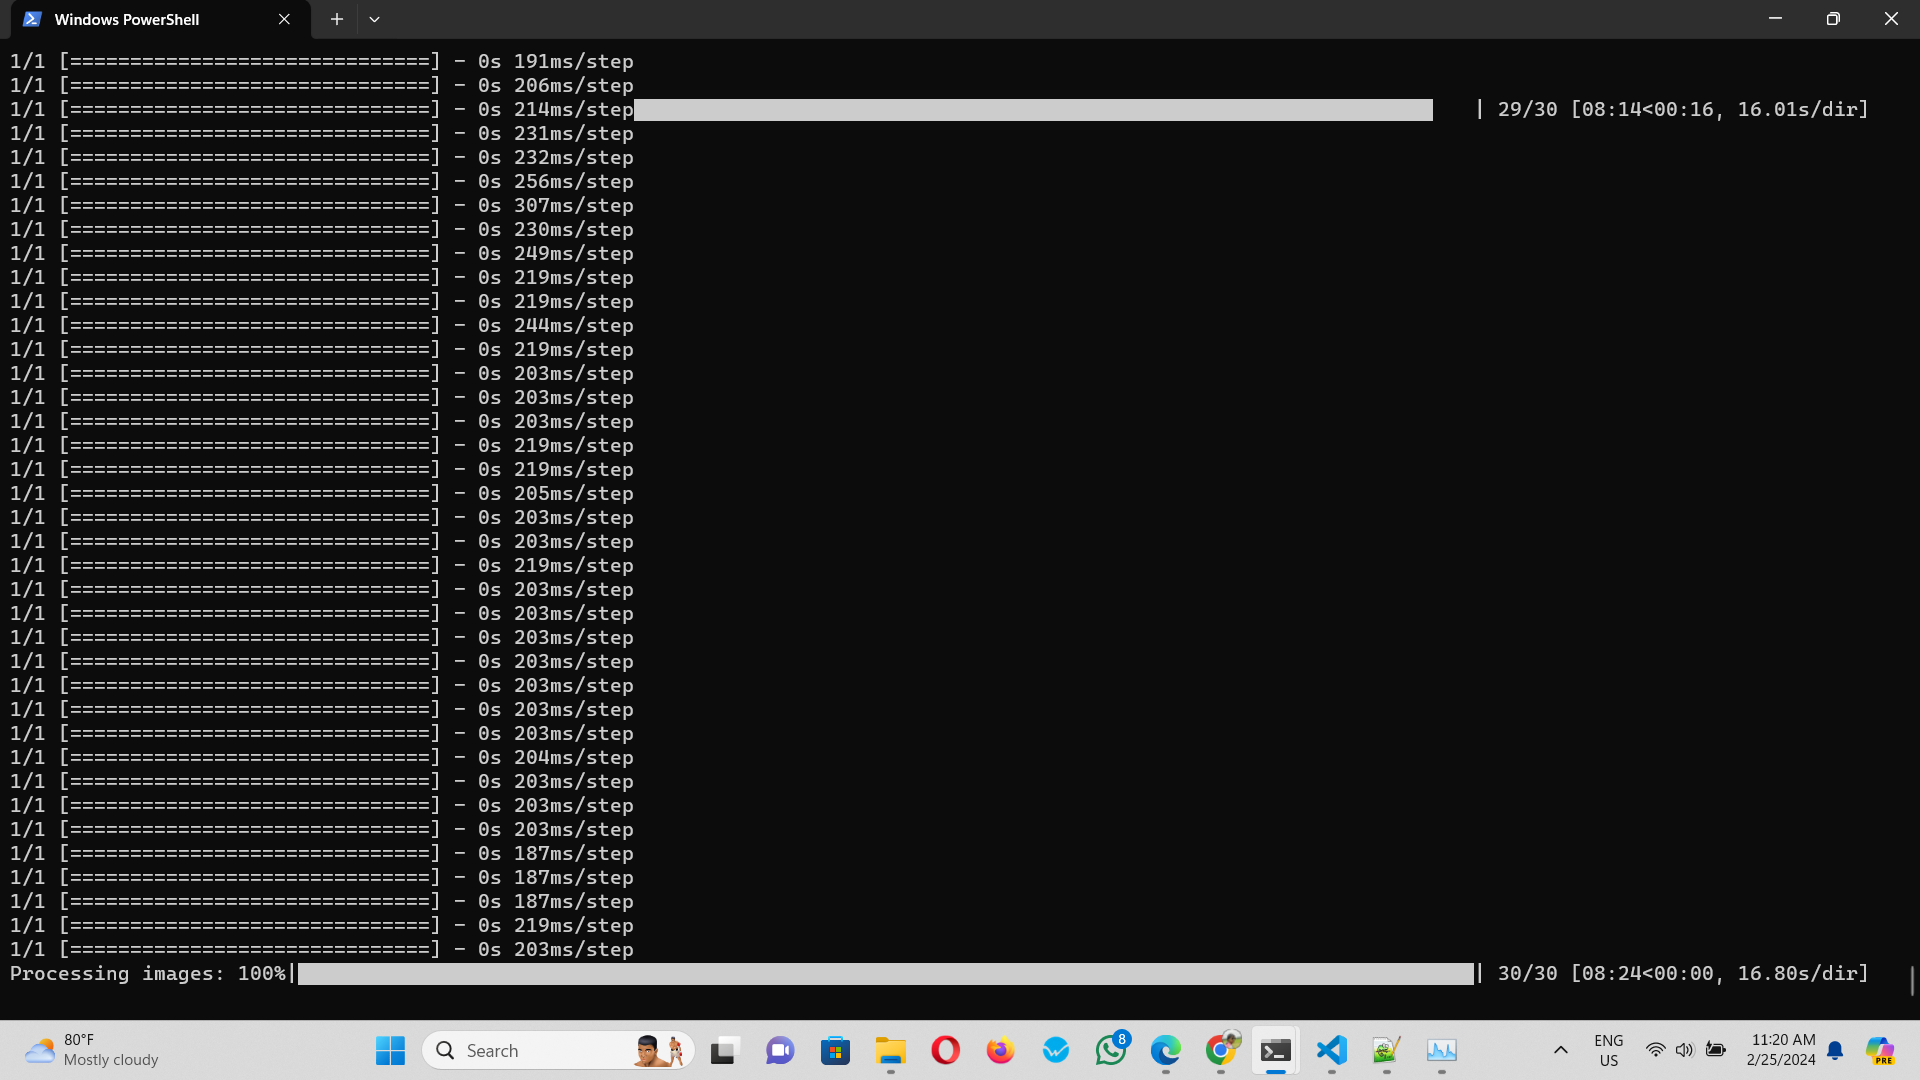 Windows PowerShell
1/1 [==============================] - 0s 191ms/step
1/1 [==============================] - 0s 206ms/step
1/1 [==============================] - 0s 214ms/step | 29/30 [08:14<00:16, 16.01s/dir]
1/1 [==============================] - 0s 231ms/step
1/1 [==============================] - 0s 232ms/step
1/1 [==============================] - 0s 256ms/step
1/1 [==============================] - 0s 307ms/step
1/1 [==============================] - 0s 230ms/step
1/1 [==============================] - 0s 249ms/step
1/1 [==============================] - 0s 219ms/step
1/1 [==============================] - 0s 219ms/step
1/1 [==============================] - 0s 244ms/step
1/1 [==============================] - 0s 219ms/step
1/1 [==============================] - 0s 203ms/step
1/1 [==============================] - 0s 203ms/step
1/1 [==============================] - 0s 203ms/step
1/1 [==============================] - 0s 219ms/step
1/1 [==============================] - 0s 219ms/step
1/1 [==============================] - 0s 205ms/step
1/1 [==============================] - 0s 203ms/step
1/1 [==============================] - 0s 203ms/step
1/1 [==============================] - 0s 219ms/step
1/1 [==============================] - 0s 203ms/step
1/1 [==============================] - 0s 203ms/step
1/1 [==============================] - 0s 203ms/step
1/1 [==============================] - 0s 203ms/step
1/1 [==============================] - 0s 203ms/step
1/1 [==============================] - 0s 203ms/step
1/1 [==============================] - 0s 203ms/step
1/1 [==============================] - 0s 204ms/step
1/1 [==============================] - 0s 203ms/step
1/1 [==============================] - 0s 203ms/step
1/1 [==============================] - 0s 203ms/step
1/1 [==============================] - 0s 187ms/step
1/1 [==============================] - 0s 187ms/step
1/1 [==============================] - 0s 187ms/step
1/1 [==============================] - 0s 219ms/step
1/1 [==============================] - 0s 203ms/step
Processing images: 100%| | 30/30 [08:24<00:00, 16.80s/dir]
80°F
Mostly cloudy
Search
8
ENG
US
11:20 AM
2/25/2024
PRE